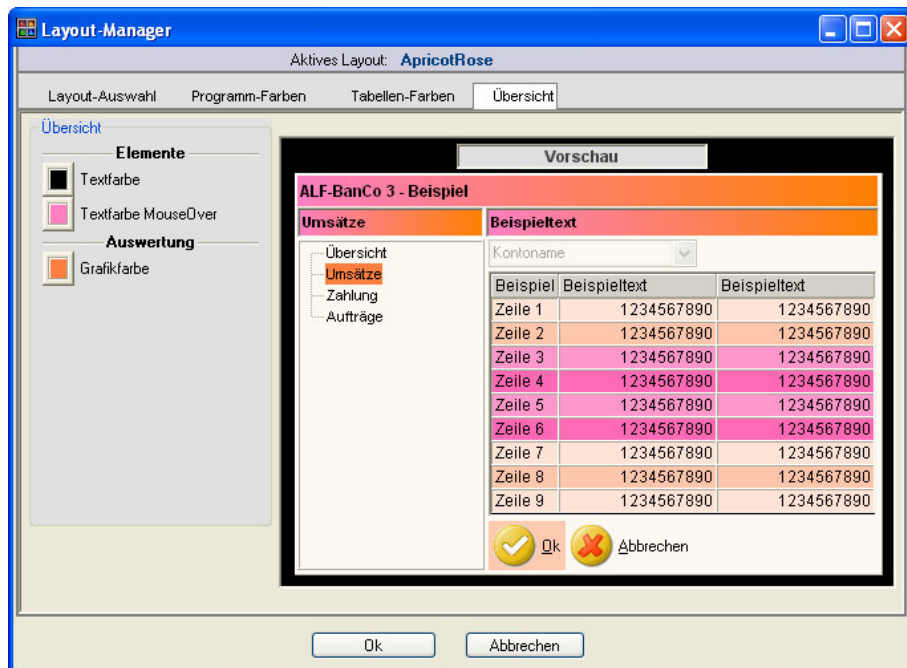 Layout-Manager
Aktives Layout: ApricotRose
Layout-Auswahl Programm-Farben Tabellen-Farben Übersicht
Übersicht
Elemente
Textfarbe
Textfarbe MouseOver
Auswertung
Grafikfarbe
Vorschau
ALF-BanCo 3 - Beispiel
Umsätze
Übersicht
Umsätze
Zahlung
Aufträge
Beispieltext
Kontoname
Beispiel Beispieltext Beispieltext
Zeile 1 1234567890 1234567890
Zeile 2 1234567890 1234567890
Zeile 3 1234567890 1234567890
Zeile 4 1234567890 1234567890
Zeile 5 1234567890 1234567890
Zeile 6 1234567890 1234567890
Zeile 7 1234567890 1234567890
Zeile 8 1234567890 1234567890
Zeile 9 1234567890 1234567890
Ok Abbrechen
Ok Abbrechen